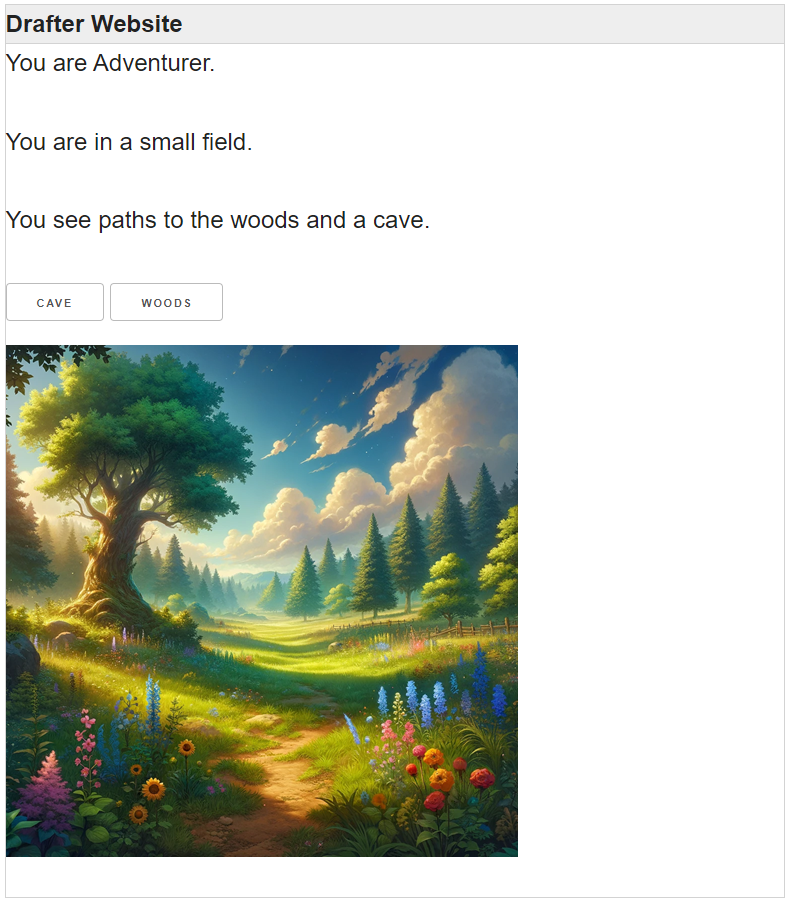 Drafter Website
You are Adventurer.
You are in a small field.
You see paths to the woods and a cave.
CAVE WOODS